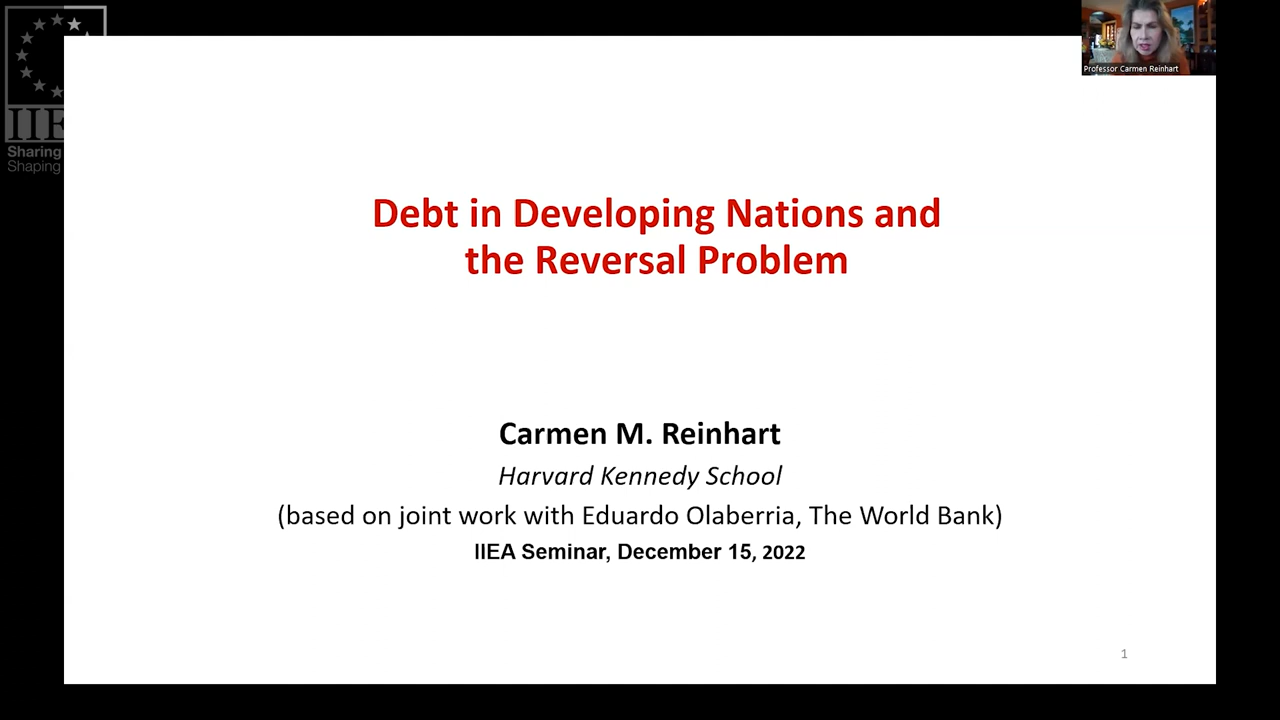 IIE
Sharing
Shaping
Professor Carmen Reinhart
Debt in Developing Nations and
the Reversal Problem
Carmen M. Reinhart
Harvard Kennedy School
(based on joint work with Eduardo Olaberria, The World Bank)
IIEA Seminar, December 15, 2022
1